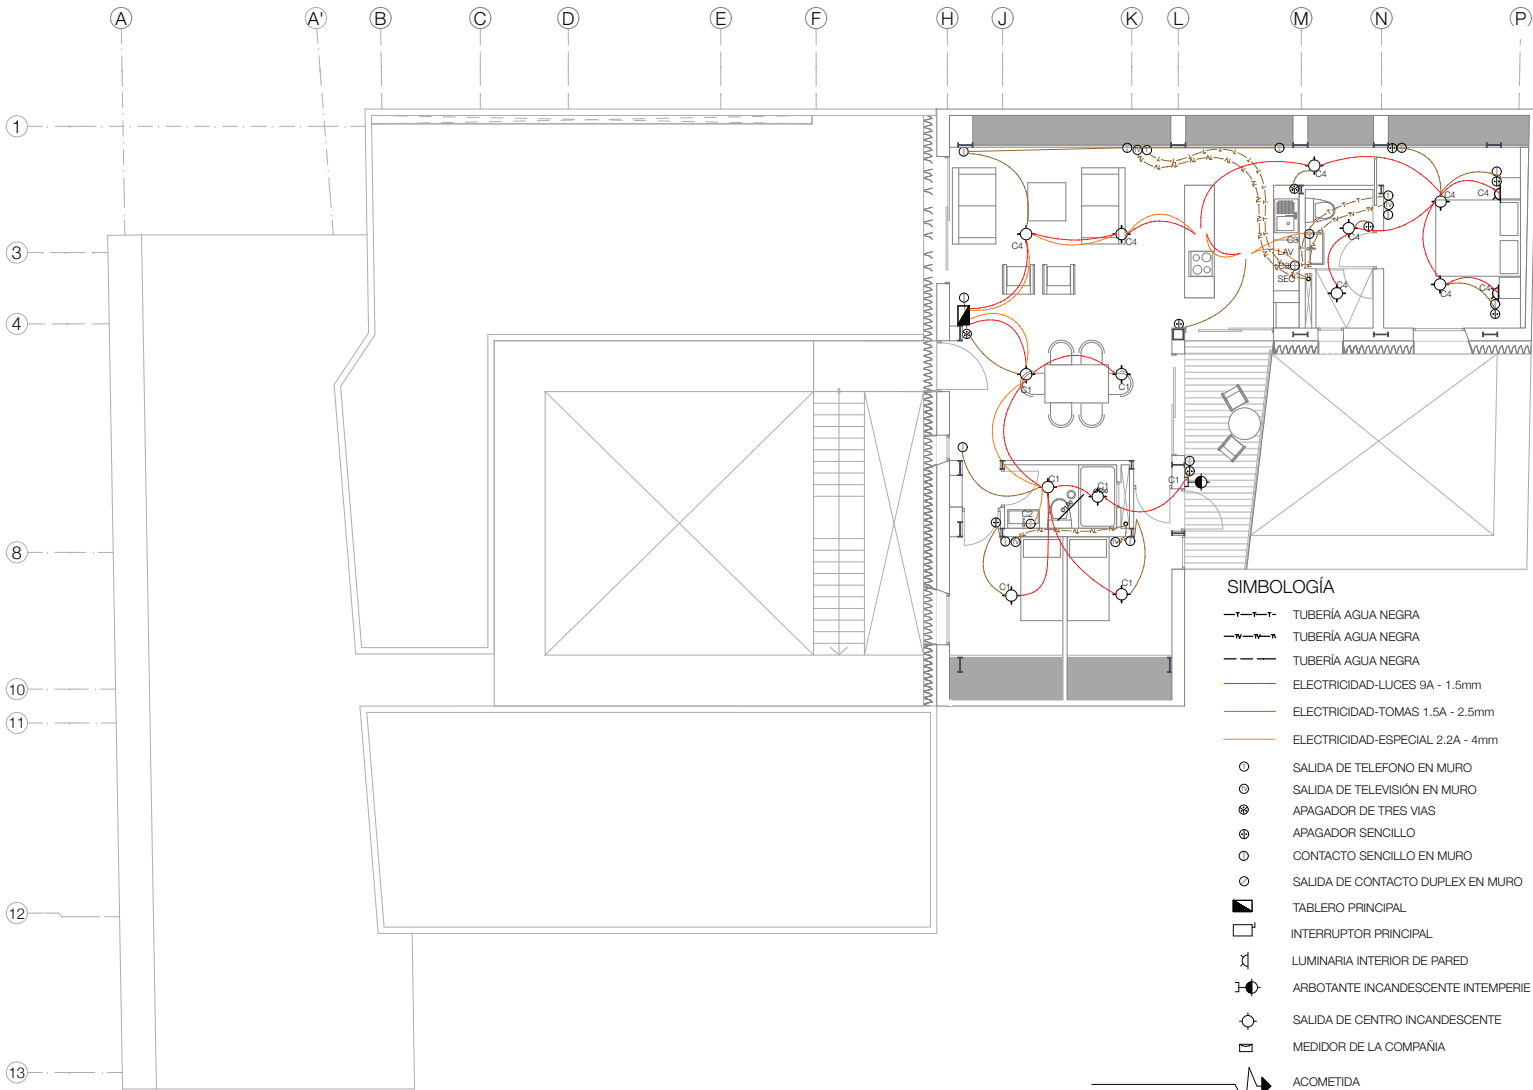 A A' B C D E F H J K L M N P
1
3
4
8
10
11
12
13
C4
C4
C4
C4
C4
C4
C4
C4
C4
C3
LAV
SEC
C1
C1
C1
C1
C1
C2
C1
C1
SIMBOLOGÍA
T T T TUBERÍA AGUA NEGRA
TV TV TUBERÍA AGUA NEGRA
TUBERÍA AGUA NEGRA
ELECTRICIDAD-LUCES 9A - 1.5mm
ELECTRICIDAD-TOMAS 1.5A - 2.5mm
ELECTRICIDAD-ESPECIAL 2.2A - 4mm
SALIDA DE TELEFONO EN MURO
SALIDA DE TELEVISIÓN EN MURO
APAGADOR DE TRES VIAS
APAGADOR SENCILLO
CONTACTO SENCILLO EN MURO
SALIDA DE CONTACTO DUPLEX EN MURO
TABLERO PRINCIPAL
INTERRUPTOR PRINCIPAL
LUMINARIA INTERIOR DE PARED
ARBOTANTE INCANDESCENTE INTEMPERIE
SALIDA DE CENTRO INCANDESCENTE
MEDIDOR DE LA COMPAÑIA
ACOMETIDA